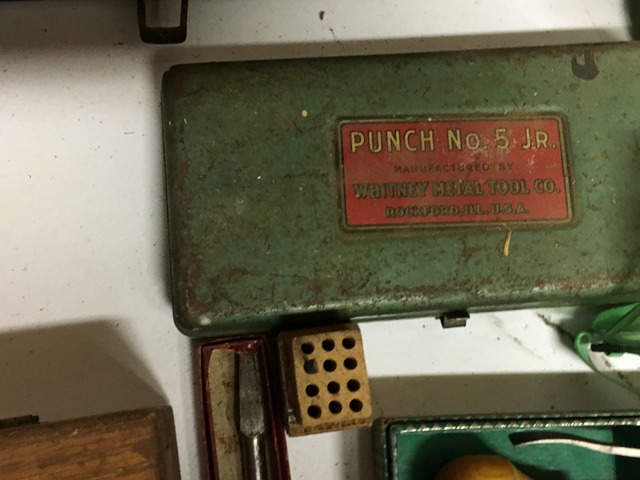 PUNCH No. 5 JR.
MANUFACTURED BY
WHITNEY METAL TOOL CO.
ROCKFORD, ILL. U.S.A.